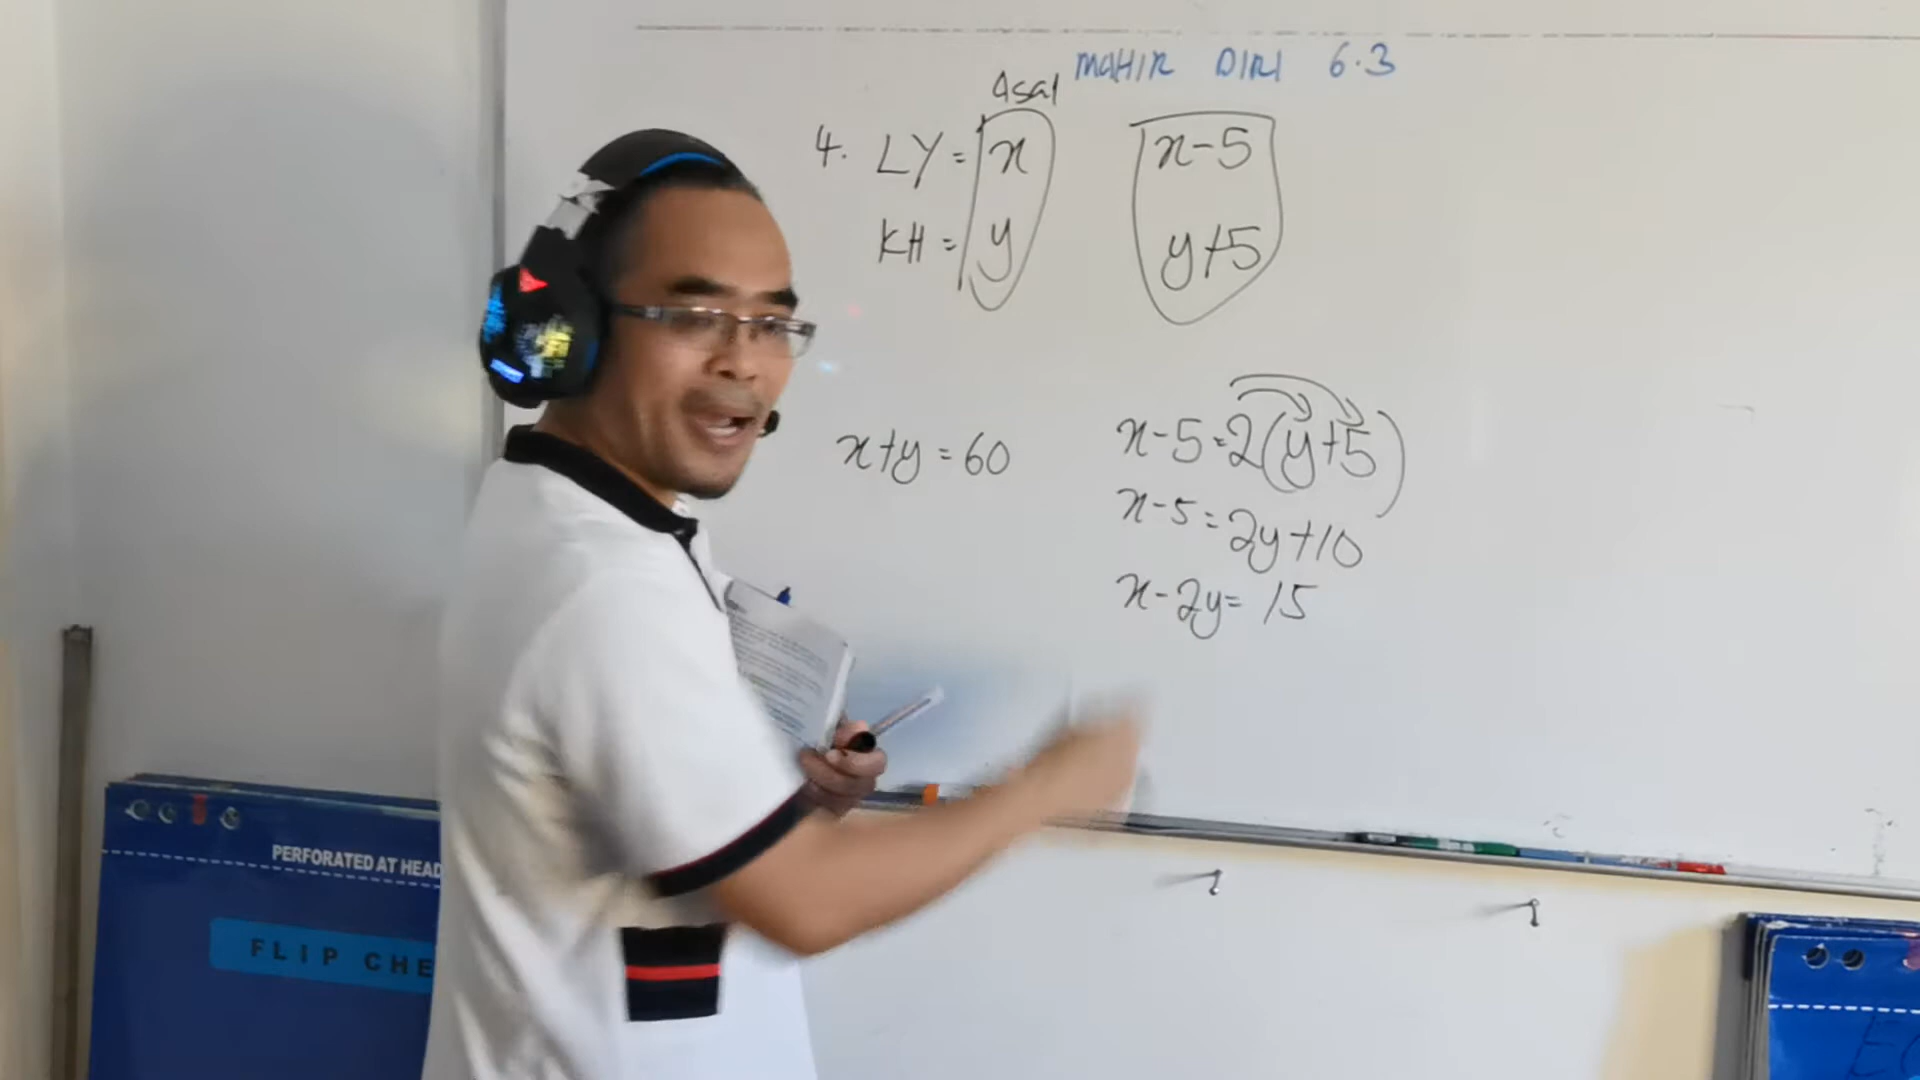 MAHIR DIRI 6.3
Asal
4. LY = x
x-5
KH = y
y+5
x+y = 60
x-5=2(y+5)
x-5=2y+10
x-2y= 15
PERFORATED AT HEAD
FLiP CHE